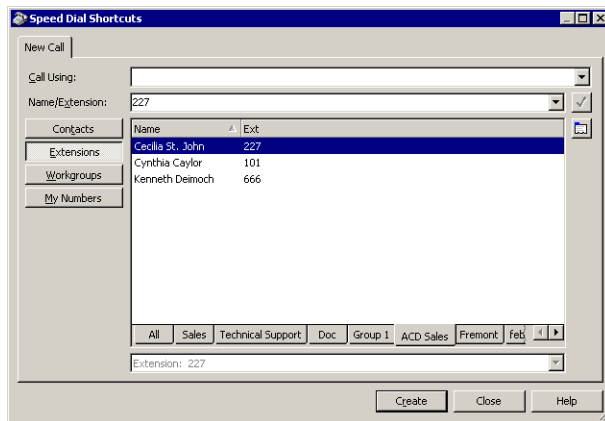 Speed Dial Shortcuts
New Call
Call Using:
Name/Extension: 227
Contacts
Extensions
Workgroups
My Numbers
Name Ext
Cecilia St. John 227
Cynthia Caylor 101
Kenneth Deimoch 666
All Sales Technical Support Doc Group 1 ACD Sales Fremont feb
Extension: 227
Create Close Help